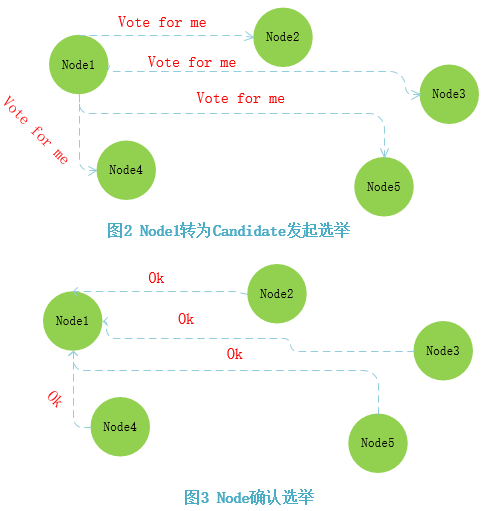 Vote for me
Node2
Node1
Vote for me
Node3
Vote for me
Vote for me
Node4
Node5
图2 Node1转为Candidate发起选举
Ok
Node2
Node1
Ok
Node3
Ok
Ok
Node4
Node5
图3 Node确认选举